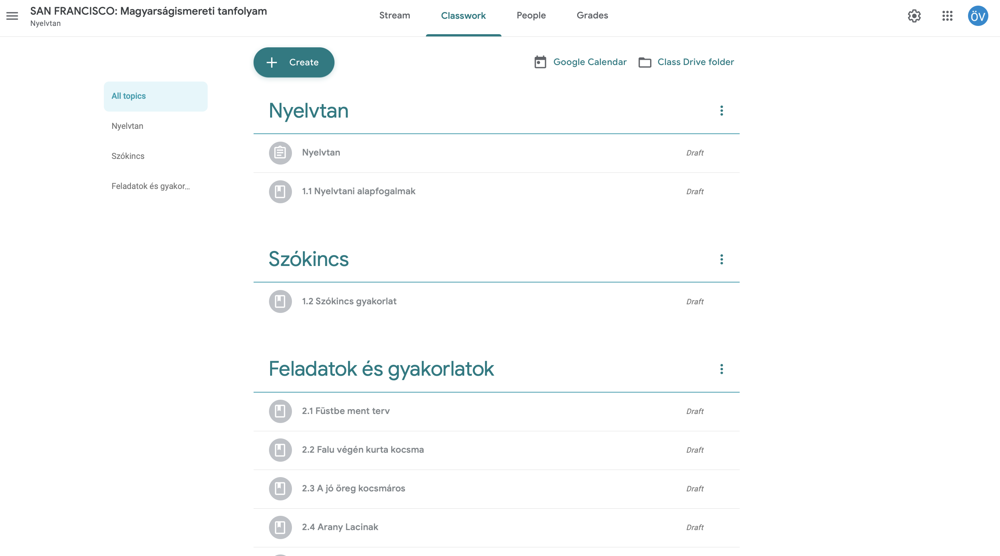 SAN FRANCISCO: Magyarságismereti tanfolyam
Nyelvtan
Stream
Classwork
People
Grades
ÖV
Create
Google Calendar
Class Drive folder
All topics
Nyelvtan
Szókincs
Feladatok és gyakor...
Nyelvtan
Nyelvtan
Draft
1.1 Nyelvtani alapfogalmak
Draft
Szókincs
1.2 Szókincs gyakorlat
Draft
Feladatok és gyakorlatok
2.1 Füstbe ment terv
Draft
2.2 Falu végén kurta kocsma
Draft
2.3 A jó öreg kocsmáros
Draft
2.4 Arany Lacinak
Draft